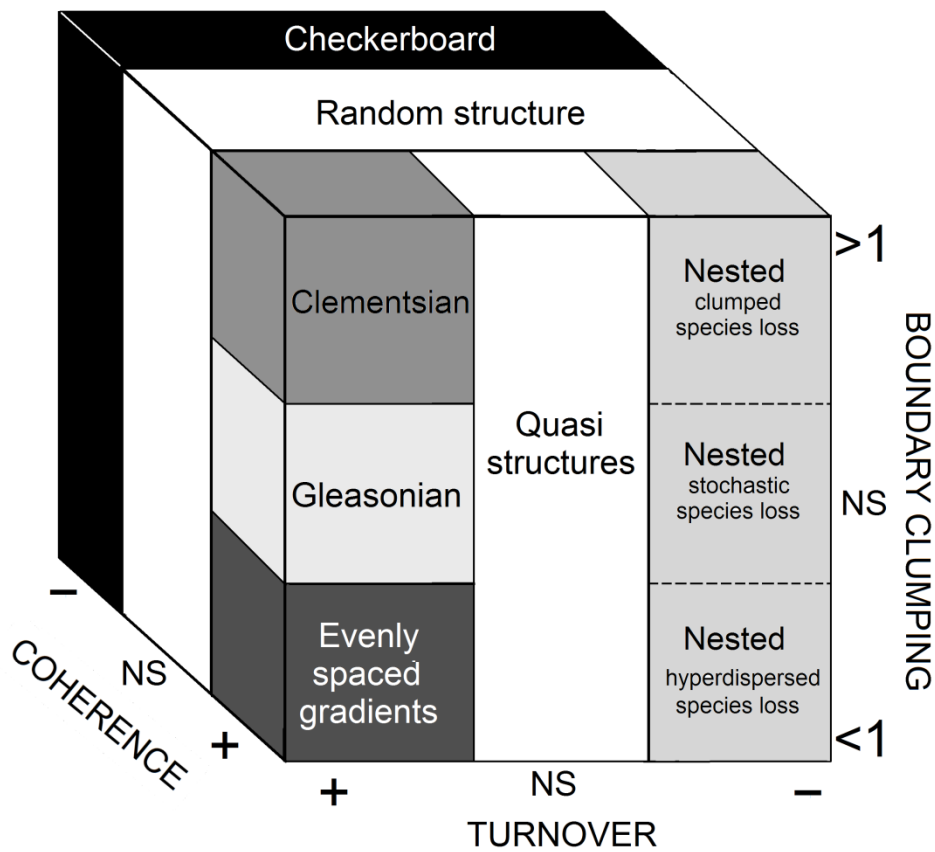 Checkerboard
Random structure
>1
Clementsian
Nested
clumped
species loss
Quasi
structures
Gleasonian
Nested
stochastic
species loss
NS
BOUNDARY CLUMPING
Evenly
spaced
gradients
Nested
hyperdispersed
species loss
<1
−
NS
+
COHERENCE
+
NS
−
TURNOVER